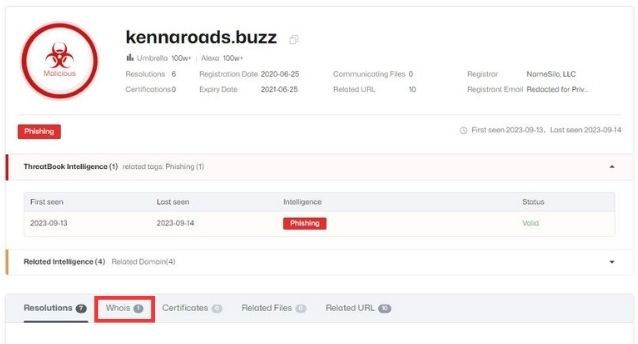 kennaroads.buzz
Umbrella 100w+ | Alexa 100w+
Malicious
Resolutions 6 Registration Date 2020-06-25 Communicating Files 0 Registrar NameSilo, LLC
Certifications 0 Expiry Date 2021-06-25 Related URL 10 Registrant Email Redacted for Priv...
Phishing
First seen 2023-09-13, Last seen 2023-09-14
ThreatBook Intelligence (1) related tags: Phishing (1)
First seen Last seen Intelligence Status
2023-09-13 2023-09-14 Phishing Valid
Related Intelligence (4) Related Domain(4)
Resolutions 7 Whois 1 Certificates 0 Related Files 0 Related URL 10